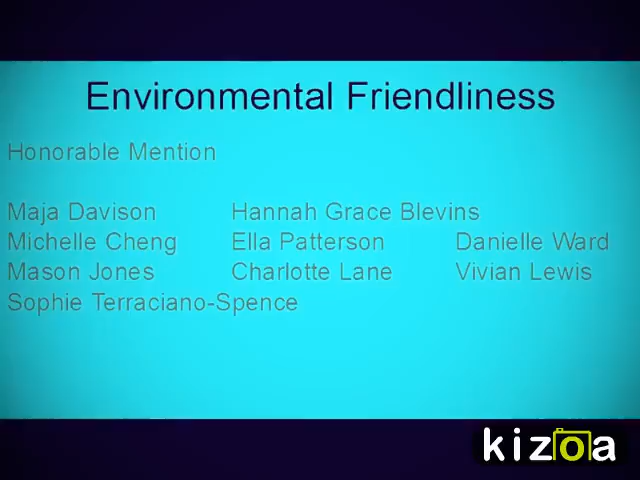 Environmental Friendliness
Honorable Mention
Maja Davison Hannah Grace Blevins
Michelle Cheng Ella Patterson Danielle Ward
Mason Jones Charlotte Lane Vivian Lewis
Sophie Terraciano-Spence
kizoa